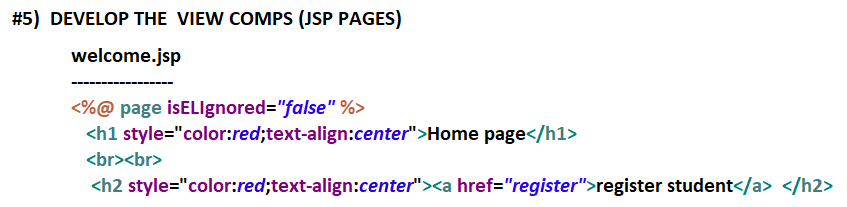 #5) DEVELOP THE VIEW COMPS (JSP PAGES)
welcome.jsp
-----------------
<%@ page isELIgnored="false" %>
<h1 style="color:red;text-align:center">Home page</h1>
<br><br>
<h2 style="color:red;text-align:center"><a href="register">register student</a> </h2>